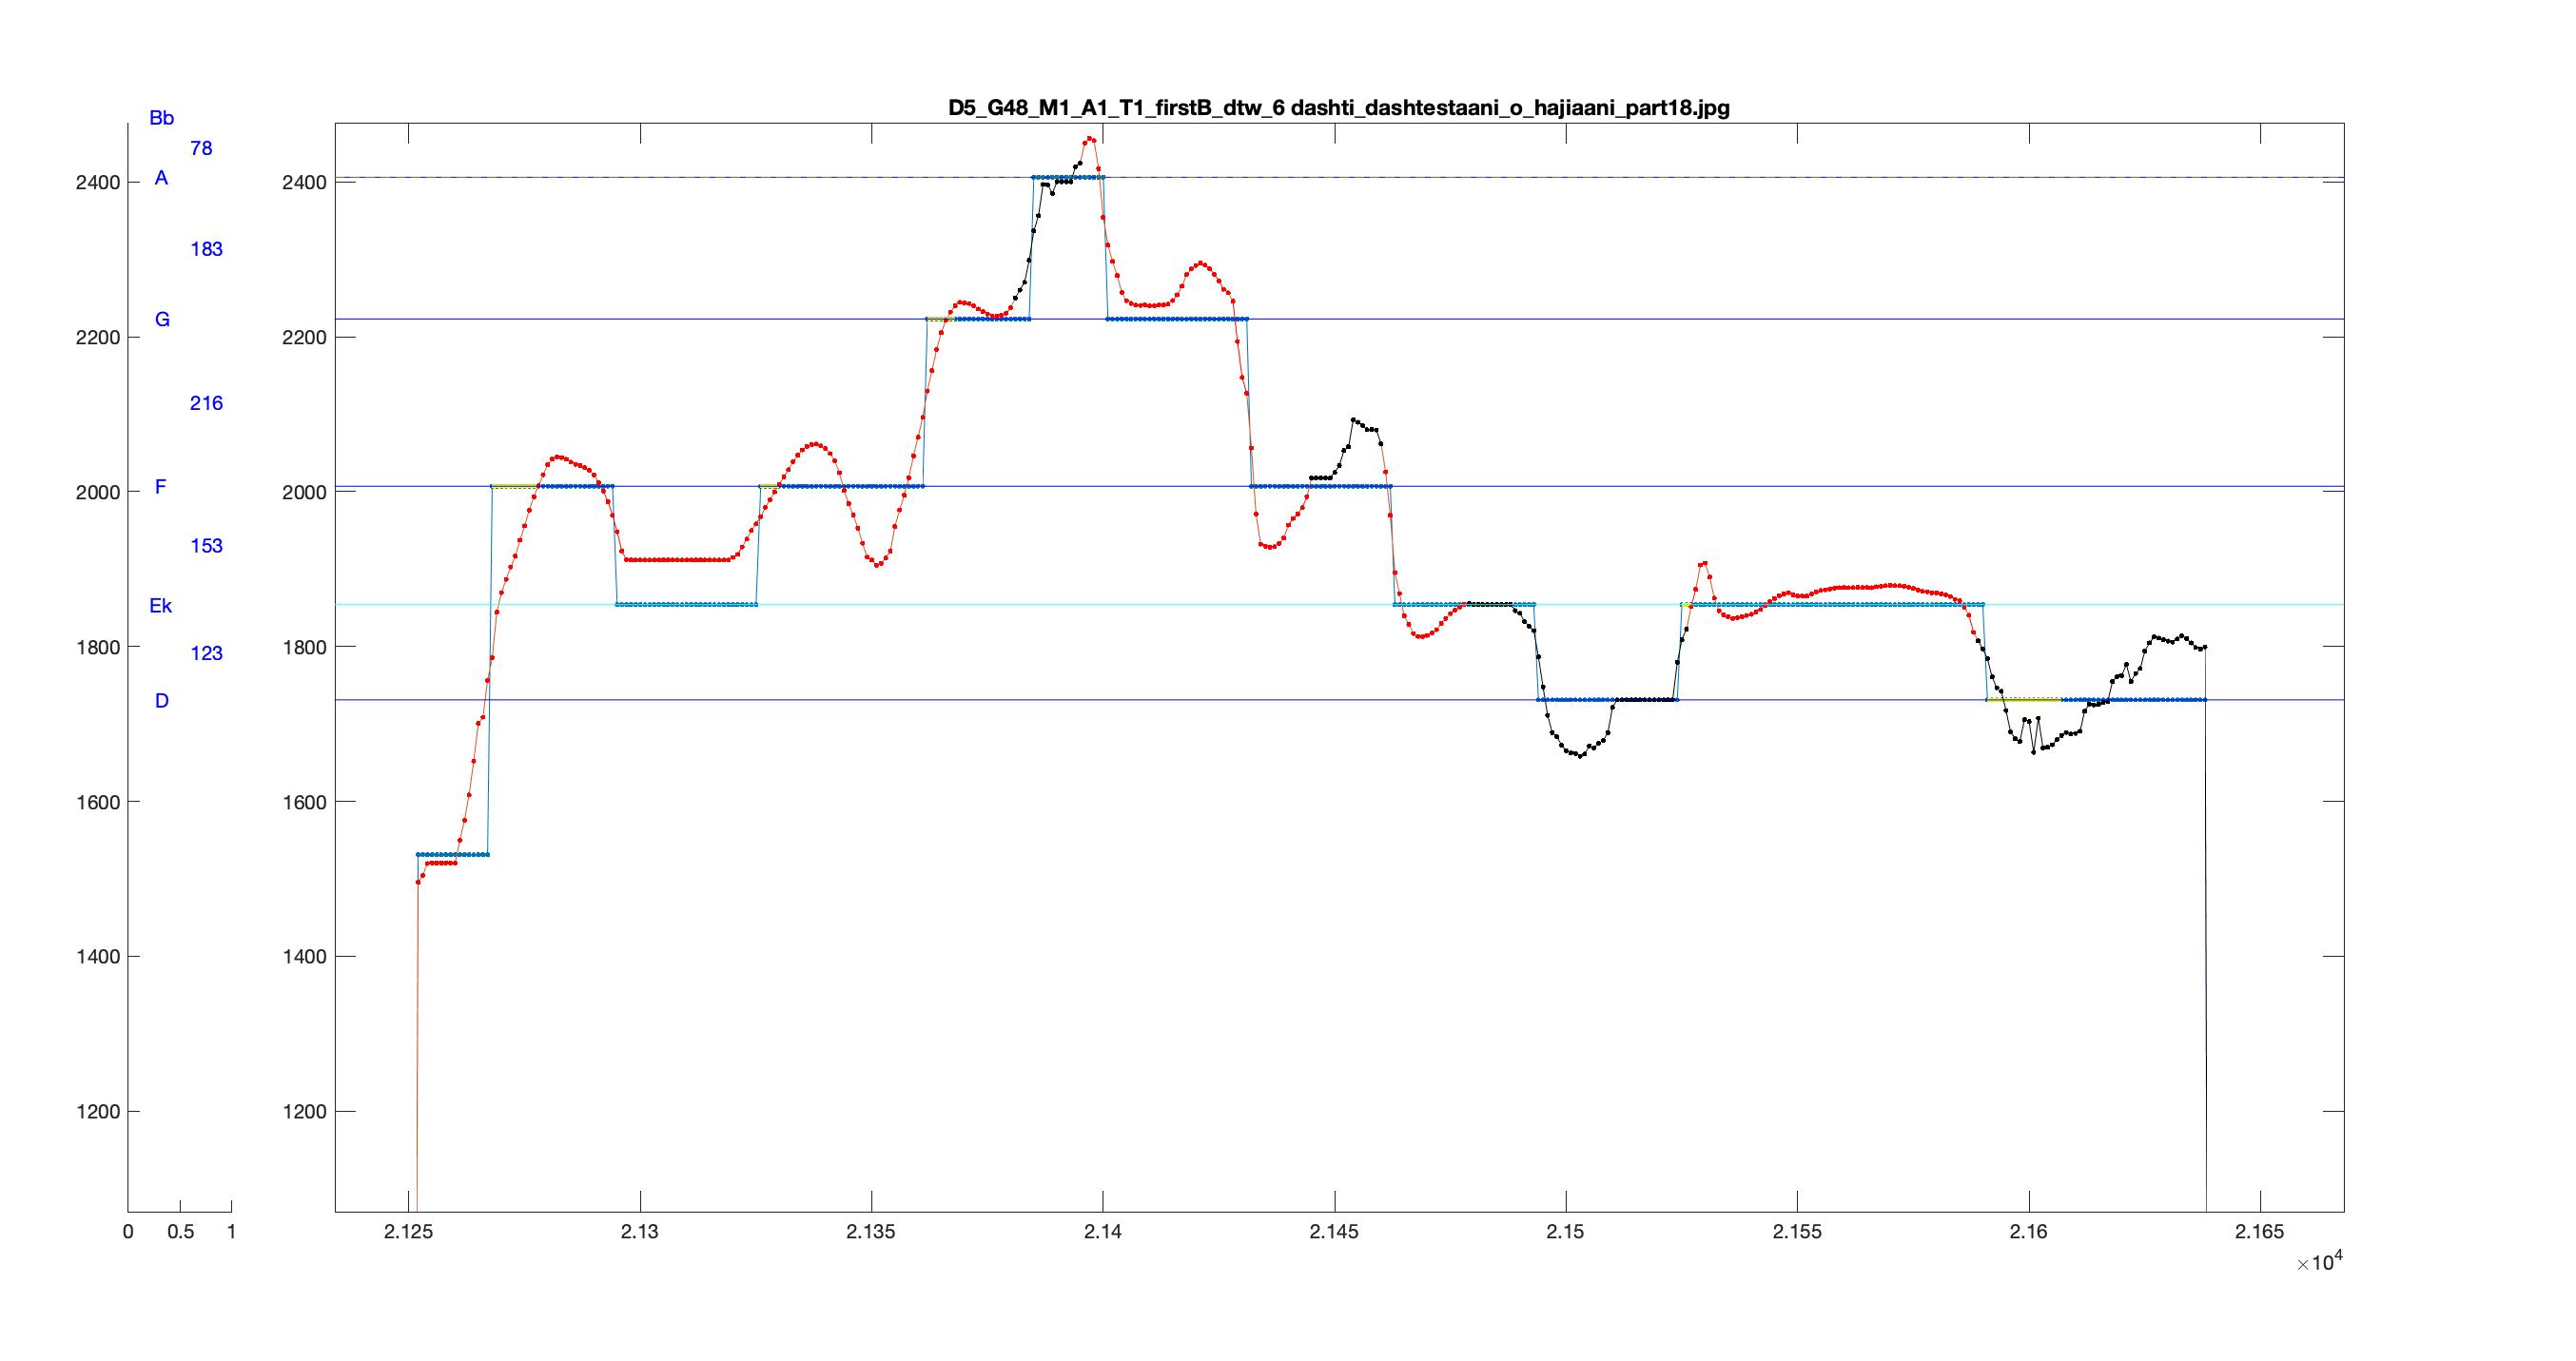 D5_G48_M1_A1_T1_firstB_dtw_6 dashti_dashtestaani_o_hajiaani_part18.jpg
Bb
78
2400 A 2400
183
G
2200 2200
216
2000 F 2000
153
Ek
1800 1800
123
D
1600 1600
1400 1400
1200 1200
0 0.5 1 2.125 2.13 2.135 2.14 2.145 2.15 2.155 2.16 2.165
×10^4